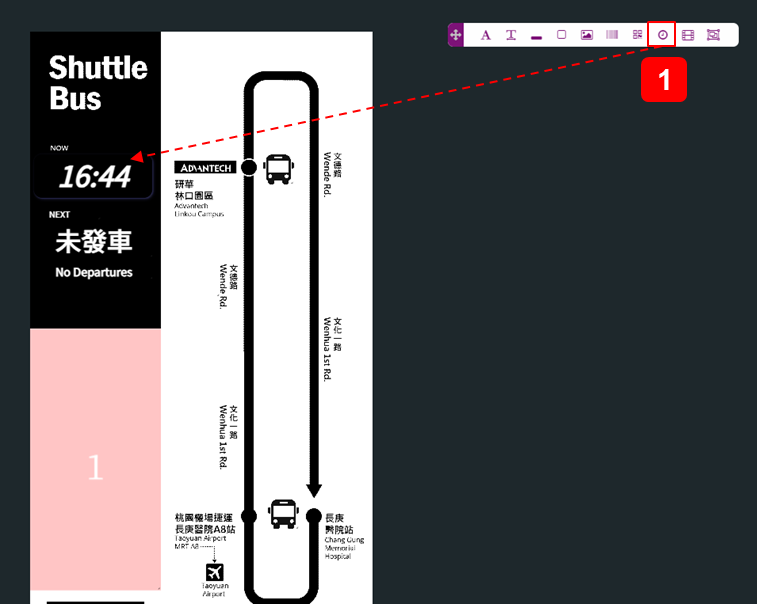 Shuttle
Bus
NOW
16:44
NEXT
未發車
No Departures
1
1
ADVANTECH
研華
林口園區
Advantech
Linkou Campus
文德路
Wende Rd.
文德路
Wende Rd.
文化一路
Wenhua 1st Rd.
文化一路
Wenhua 1st Rd.
桃園機場捷運
長庚醫院A8站
Taoyuan Airport
MRT A8
Taoyuan
Airport
長庚
醫院站
Chang Gung
Memorial
Hospital
A
T